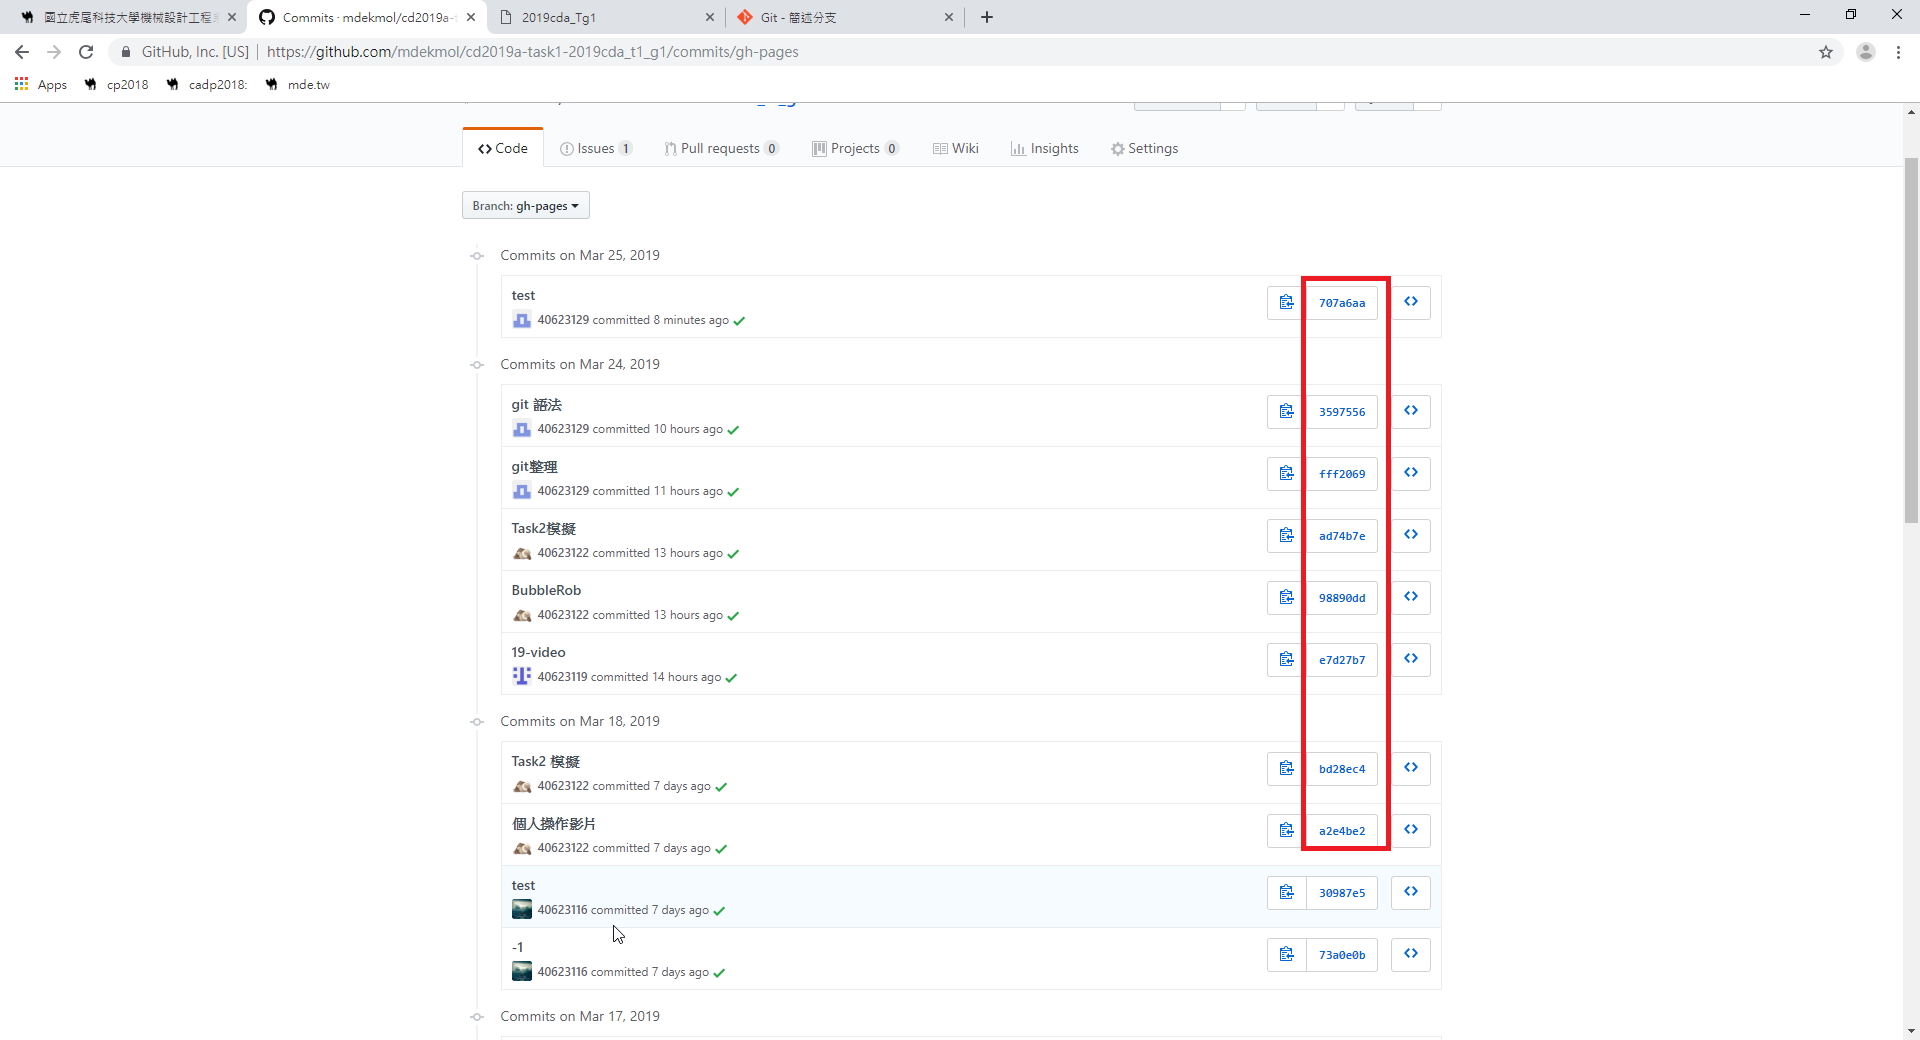 國立虎尾科技大學機械設計工程
Commits · mdekmol/cd2019a-t
2019cda_Tg1
Git - 簡述分支
GitHub, Inc. [US] | https://github.com/mdekmol/cd2019a-task1-2019cda_t1_g1/commits/gh-pages
Apps cp2018 cadp2018: mde.tw
Code Issues 1 Pull requests 0 Projects 0 Wiki Insights Settings
Branch: gh-pages
Commits on Mar 25, 2019
test 707a6aa
40623129 committed 8 minutes ago
Commits on Mar 24, 2019
git 語法 3597556
40623129 committed 10 hours ago
git整理 fff2069
40623129 committed 11 hours ago
Task2模擬 ad74b7e
40623122 committed 13 hours ago
BubbleRob 98890dd
40623122 committed 13 hours ago
19-video e7d27b7
40623119 committed 14 hours ago
Commits on Mar 18, 2019
Task2 模擬 bd28ec4
40623122 committed 7 days ago
個人操作影片 a2e4be2
40623122 committed 7 days ago
test 30987e5
40623116 committed 7 days ago
-1 73a0e0b
40623116 committed 7 days ago
Commits on Mar 17, 2019